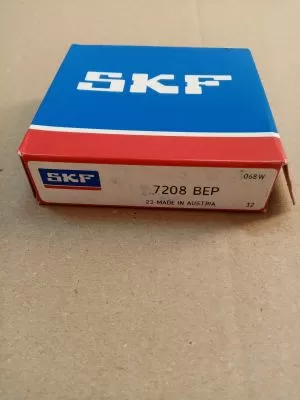 SKF
068W
SKF
7208 BEP
23-MADE IN AUSTRIA
32